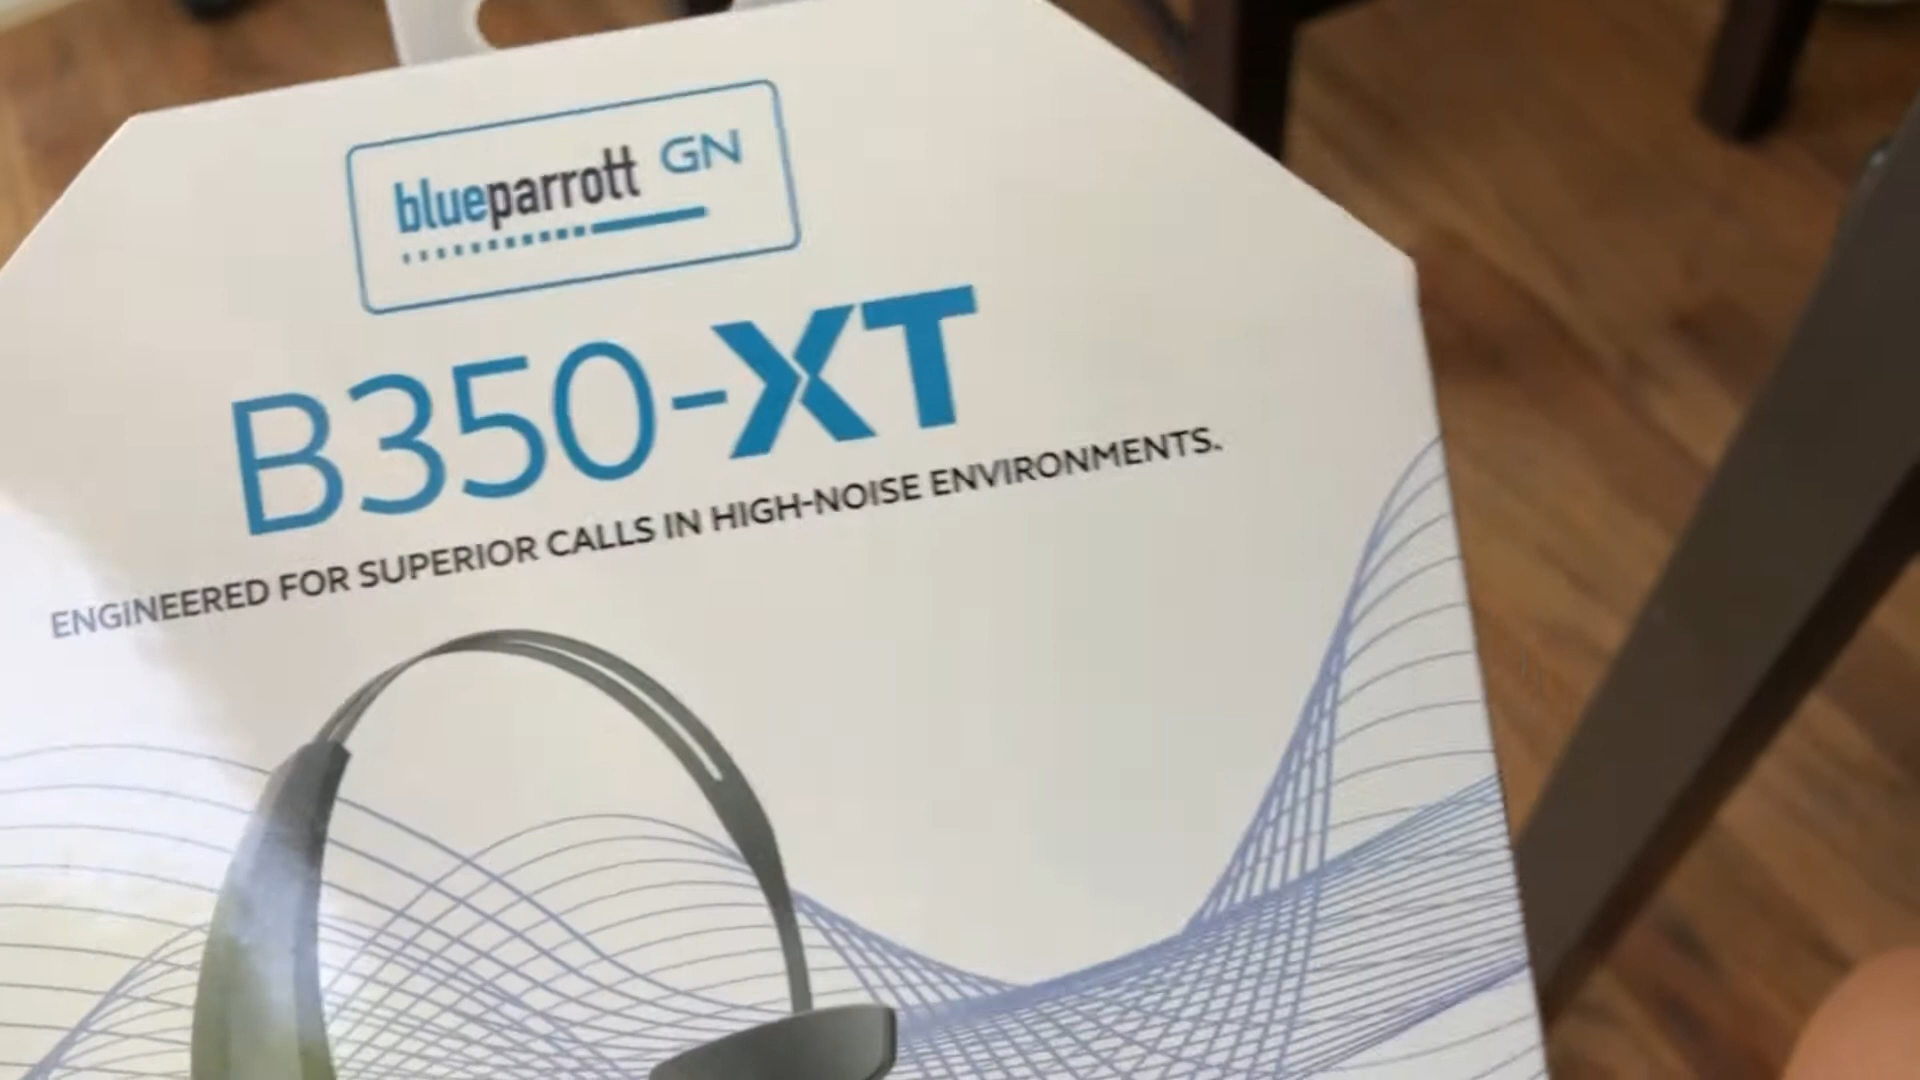 blueparrott GN
B350-XT
ENGINEERED FOR SUPERIOR CALLS IN HIGH-NOISE ENVIRONMENTS.